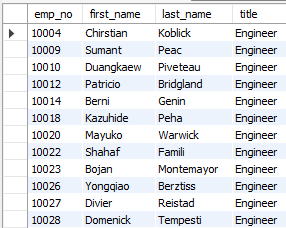 emp_no first_name last_name title
10004 Chirstian Koblick Engineer
10009 Sumant Peac Engineer
10010 Duangkaew Piveteau Engineer
10012 Patricio Bridgland Engineer
10014 Berni Genin Engineer
10018 Kazuhide Peha Engineer
10020 Mayuko Warwick Engineer
10022 Shahaf Famili Engineer
10023 Bojan Montemayor Engineer
10026 Yongqiao Berztiss Engineer
10027 Divier Reistad Engineer
10028 Domenick Tempesti Engineer